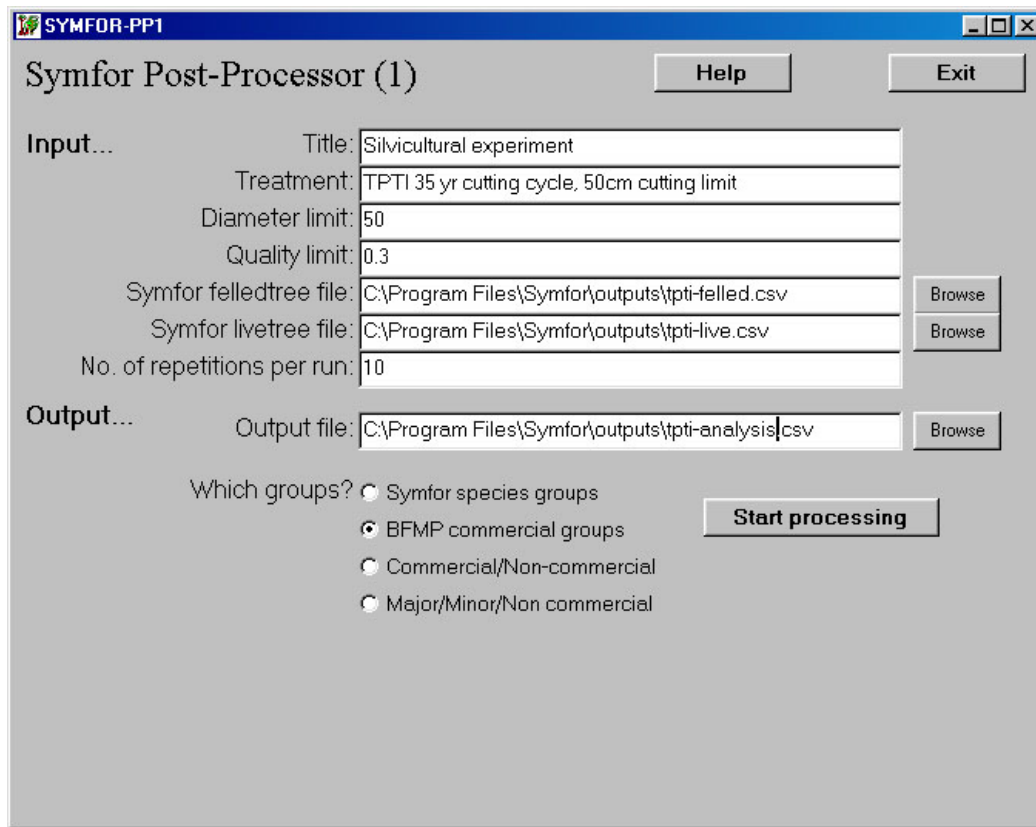 SYMFOR-PP1
Symfor Post-Processor (1)
Help
Exit
Input...
Title: Silvicultural experiment
Treatment: TPTI 35 yr cutting cycle, 50cm cutting limit
Diameter limit: 50
Quality limit: 0.3
Symfor felledtree file: C:\Program Files\Symfor\outputs\tpti-felled.csv Browse
Symfor livetree file: C:\Program Files\Symfor\outputs\tpti-live.csv Browse
No. of repetitions per run: 10
Output...
Output file: C:\Program Files\Symfor\outputs\tpti-analysis.csv Browse
Which groups? Symfor species groups
BFMP commercial groups
Start processing
Commercial/Non-commercial
Major/Minor/Non commercial